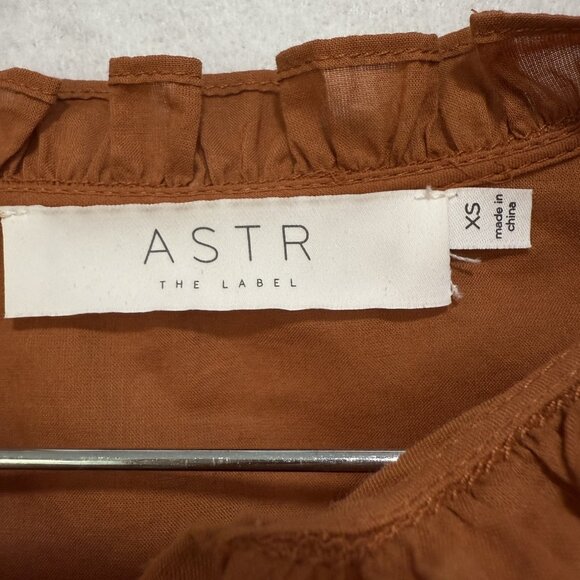 ASTR
THE LABEL
XS
made in
china